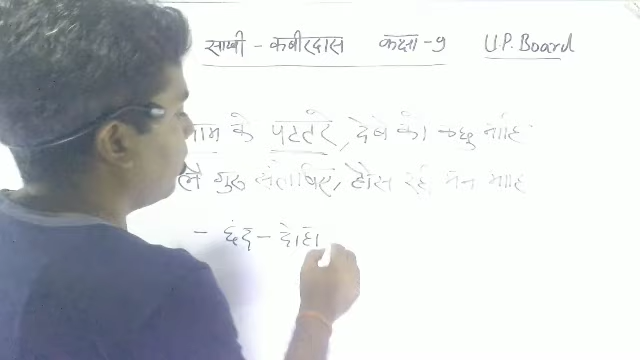 साखी - कबीरदास कक्षा - 9 U.P. Board
नाम के पटतरे, देबे कौ कछु नाहिं
लै गुरु संतोषिए, हौस रही मन माहिं
- छंद - दोहा